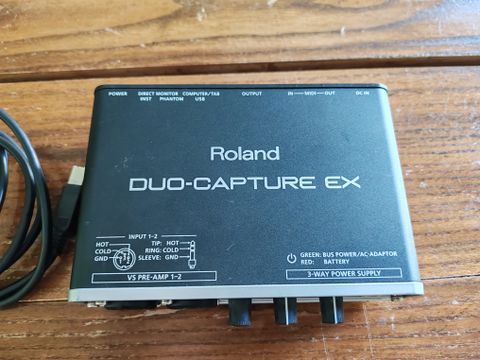 POWER DIRECT MONITOR COMPUTER/TAB OUTPUT IN MIDI OUT DC IN
INST PHANTOM USB
Roland
DUO-CAPTURE EX
INPUT 1-2
HOT TIP: HOT
COLD RING: COLD
GND SLEEVE: GND
VS PRE-AMP 1-2
GREEN: BUS POWER/AC-ADAPTOR
RED: BATTERY
3-WAY POWER SUPPLY